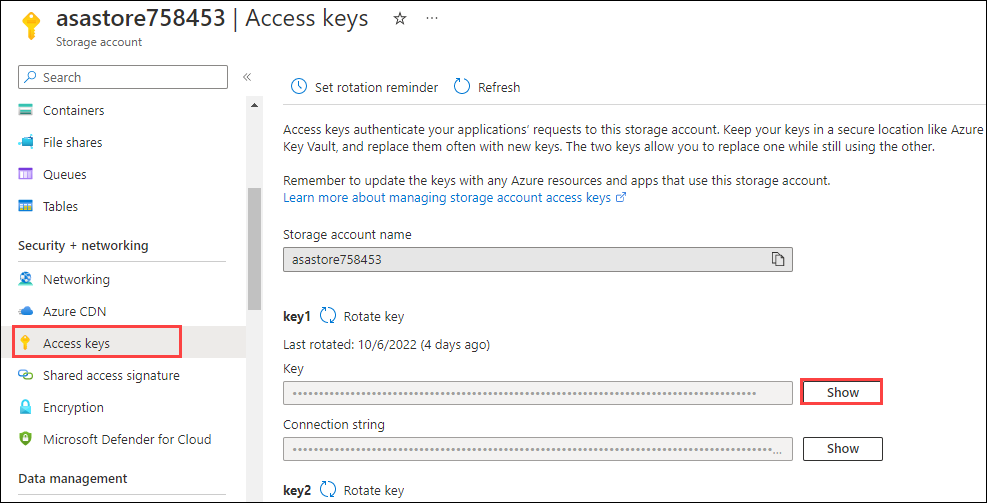 asastore758453 | Access keys
Storage account
Search
Containers
File shares
Queues
Tables
Security + networking
Networking
Azure CDN
Access keys
Shared access signature
Encryption
Microsoft Defender for Cloud
Data management
Set rotation reminder
Refresh
Access keys authenticate your applications’ requests to this storage account. Keep your keys in a secure location like Azure
Key Vault, and replace them often with new keys. The two keys allow you to replace one while still using the other.
Remember to update the keys with any Azure resources and apps that use this storage account.
Learn more about managing storage account access keys
Storage account name
asastore758453
key1
Rotate key
Last rotated: 10/6/2022 (4 days ago)
Key
Show
Connection string
Show
key2
Rotate key